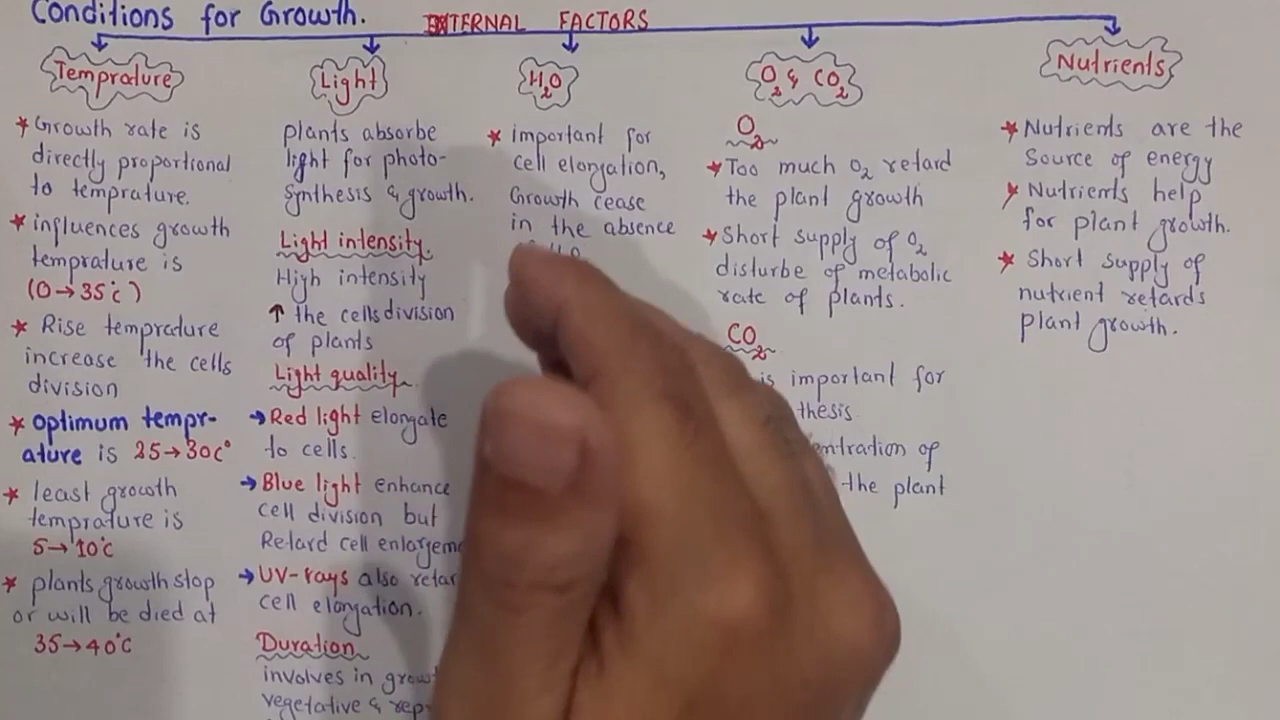 Conditions for Growth.
EXTERNAL FACTORS
Temprature
* Growth rate is
directly proportional
to temprature.
* influences growth
temprature is
(0→35°c)
* Rise temprature
increase the cells
division
* optimum tempr-
ature is 25→30c°
* least growth
temprature is
5→10°c
* plants growth stop
or will be died at
35→40°c
Light
plants absorbe
light for photo-
synthesis & growth.
Light intensity
High intensity
↑ the cells division
of plants
Light quality
→ Red light elongate
to cells.
→ Blue light enhance
cell division but
Retard cell
→ UV-rays also
cell elongation.
Duration
involves in
vegetative &
H₂O
* important for
cell elongation,
Growth cease
in the absence
O₂ & CO₂
O₂
* Too much O₂ retard
the plant growth
* Short supply of O₂
disturbe of metabolic
rate of plants.
CO₂
is important for
of
the plant
Nutrients
* Nutrients are the
Source of energy
* Nutrients help
for plant growth.
* Short supply of
nutrient retards
plant growth.